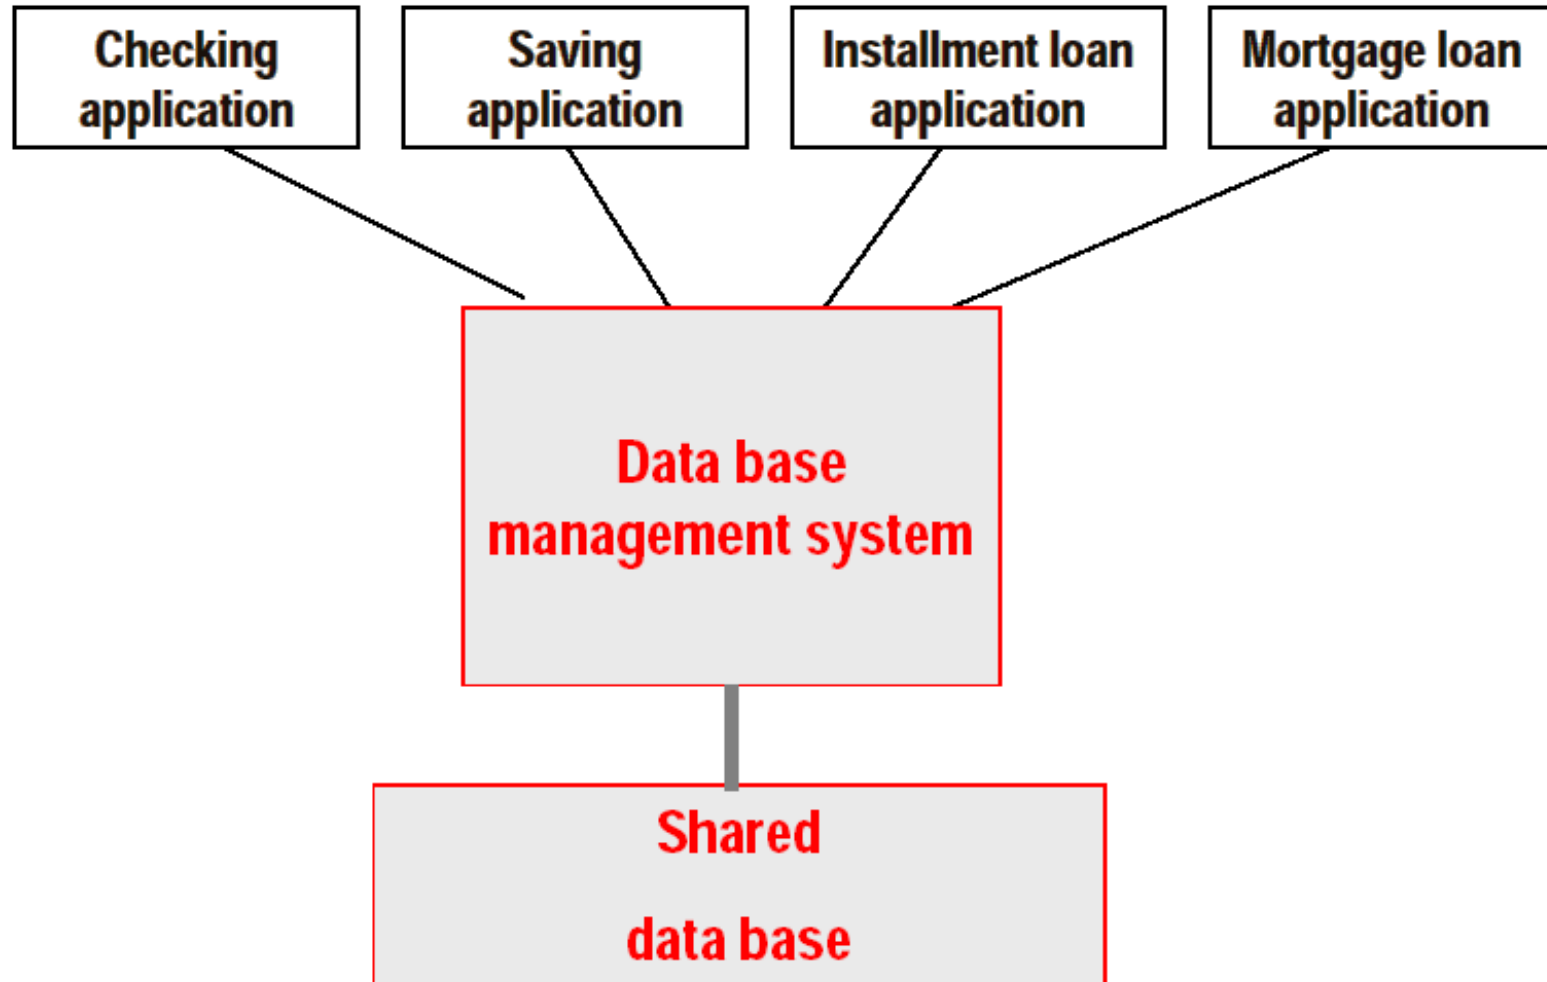 Checking
application
Saving
application
Installment loan
application
Mortgage loan
application
Data base
management system
Shared
data base